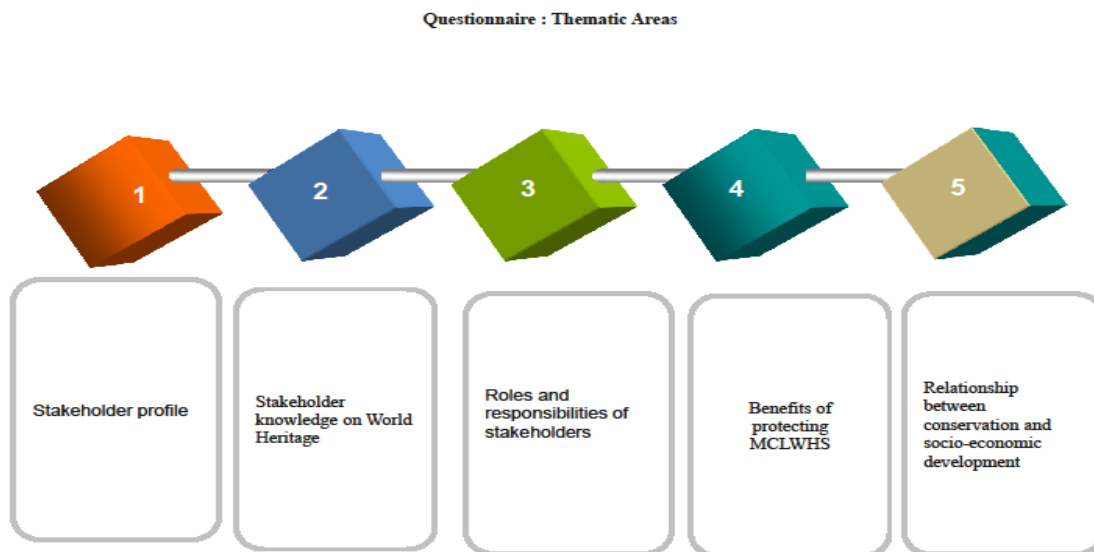 Questionnaire : Thematic Areas
1
2
3
4
5
Stakeholder profile
Stakeholder
knowledge on World
Heritage
Roles and
responsibilities of
stakeholders
Benefits of
protecting
MCLWHS
Relationship
between
conservation and
socio-economic
development